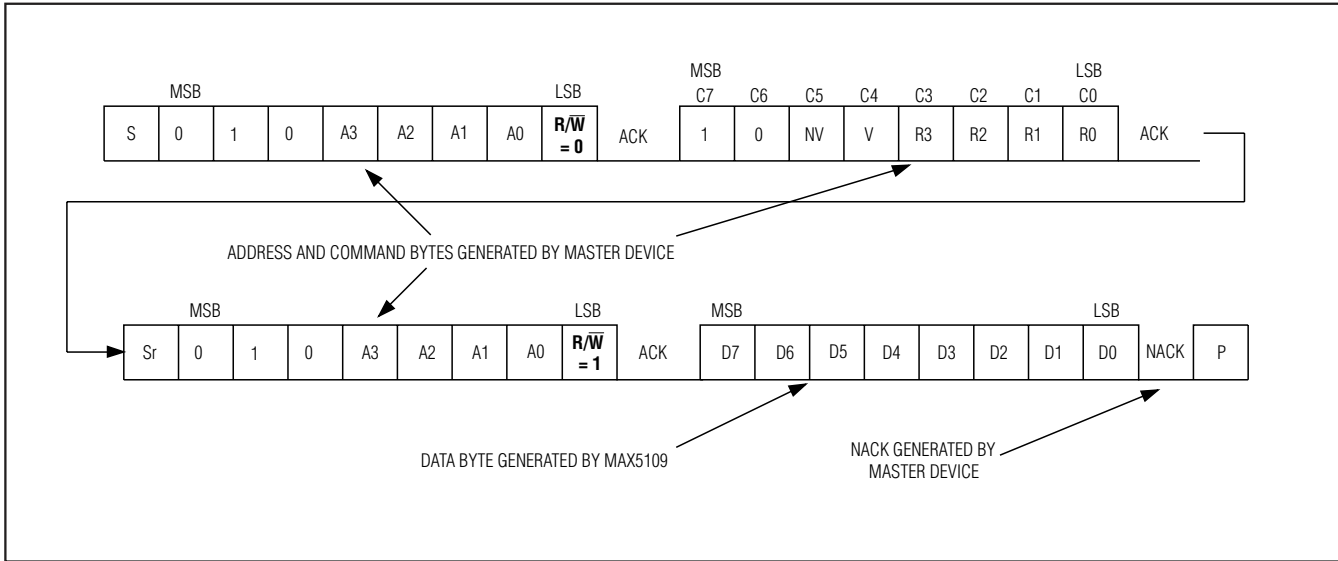 MSB LSB MSB LSB
C7 C6 C5 C4 C3 C2 C1 C0
S 0 1 0 A3 A2 A1 A0 R/W̅ = 0 ACK 1 0 NV V R3 R2 R1 R0 ACK
ADDRESS AND COMMAND BYTES GENERATED BY MASTER DEVICE
MSB LSB MSB LSB
Sr 0 1 0 A3 A2 A1 A0 R/W̅ = 1 ACK D7 D6 D5 D4 D3 D2 D1 D0 NACK P
DATA BYTE GENERATED BY MAX5109
NACK GENERATED BY
MASTER DEVICE